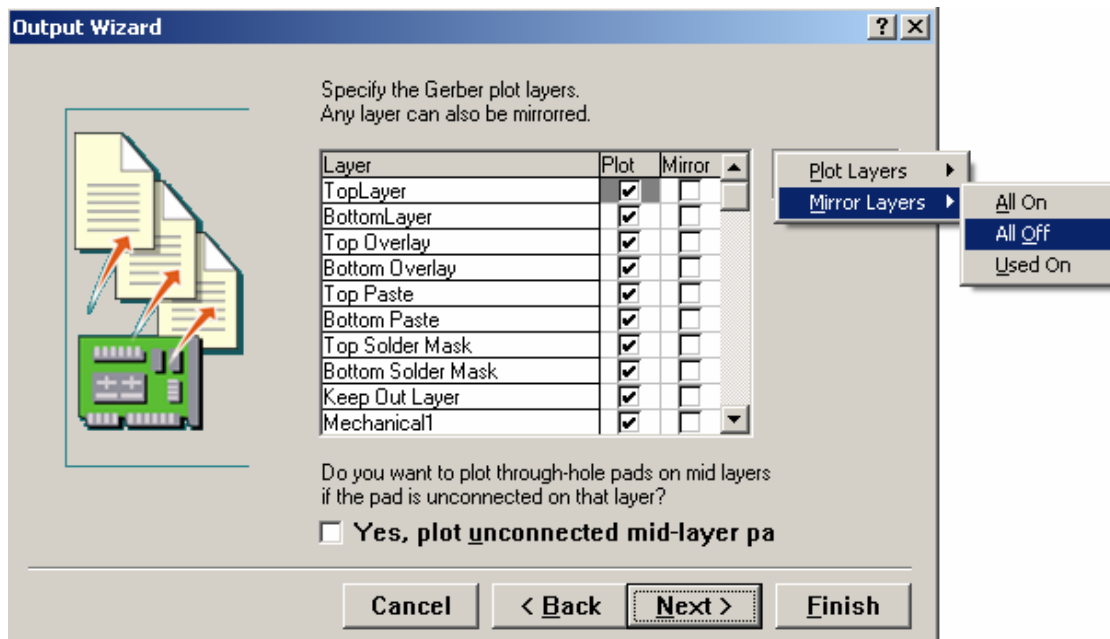 Output Wizard
Specify the Gerber plot layers.
Any layer can also be mirrorred.
Layer Plot Mirror
TopLayer
BottomLayer
Top Overlay
Bottom Overlay
Top Paste
Bottom Paste
Top Solder Mask
Bottom Solder Mask
Keep Out Layer
Mechanical1
Plot Layers
Mirror Layers
All On
All Off
Used On
Do you want to plot through-hole pads on mid layers
if the pad is unconnected on that layer?
Yes, plot unconnected mid-layer pa
Cancel < Back Next > Finish